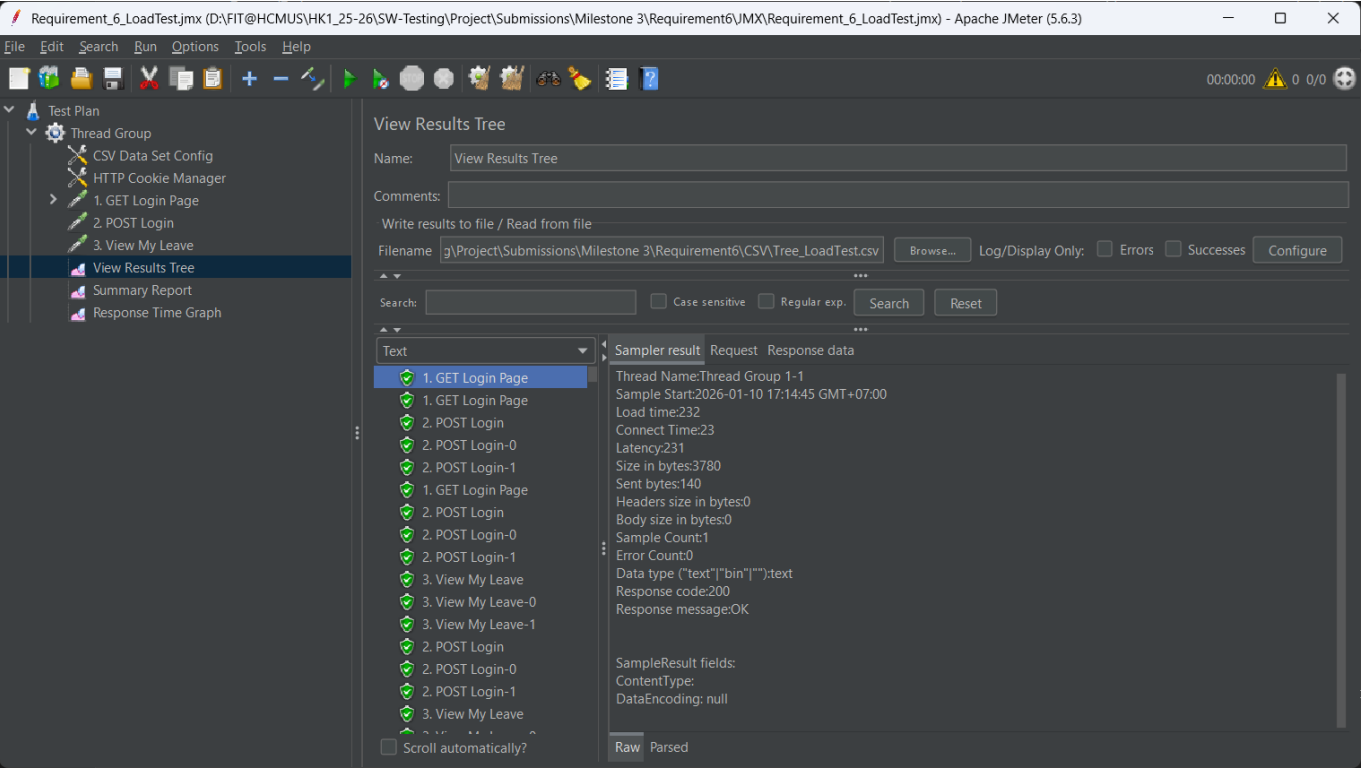 Requirement_6_LoadTest.jmx (D:\FIT@HCMUS\HK1_25-26\SW-Testing\Project\Submissions\Milestone 3\Requirement6\JMX\Requirement_6_LoadTest.jmx) - Apache JMeter (5.6.3)
File Edit Search Run Options Tools Help
00:00:00 0 0/0
Test Plan
Thread Group
CSV Data Set Config
HTTP Cookie Manager
1. GET Login Page
2. POST Login
3. View My Leave
View Results Tree
Summary Report
Response Time Graph
View Results Tree
Name: View Results Tree
Comments:
Write results to file / Read from file
Filename g\Project\Submissions\Milestone 3\Requirement6\CSV\Tree_LoadTest.csv Browse... Log/Display Only: Errors Successes Configure
Search: Case sensitive Regular exp. Search Reset
Text
1. GET Login Page
1. GET Login Page
2. POST Login
2. POST Login-0
2. POST Login-1
1. GET Login Page
2. POST Login
2. POST Login-0
2. POST Login-1
3. View My Leave
3. View My Leave-0
3. View My Leave-1
2. POST Login
2. POST Login-0
2. POST Login-1
3. View My Leave
Scroll automatically?
Sampler result Request Response data
Thread Name:Thread Group 1-1
Sample Start:2026-01-10 17:14:45 GMT+07:00
Load time:232
Connect Time:23
Latency:231
Size in bytes:3780
Sent bytes:140
Headers size in bytes:0
Body size in bytes:0
Sample Count:1
Error Count:0
Data type ("text"|"bin"|""):text
Response code:200
Response message:OK
SampleResult fields:
ContentType:
DataEncoding: null
Raw Parsed